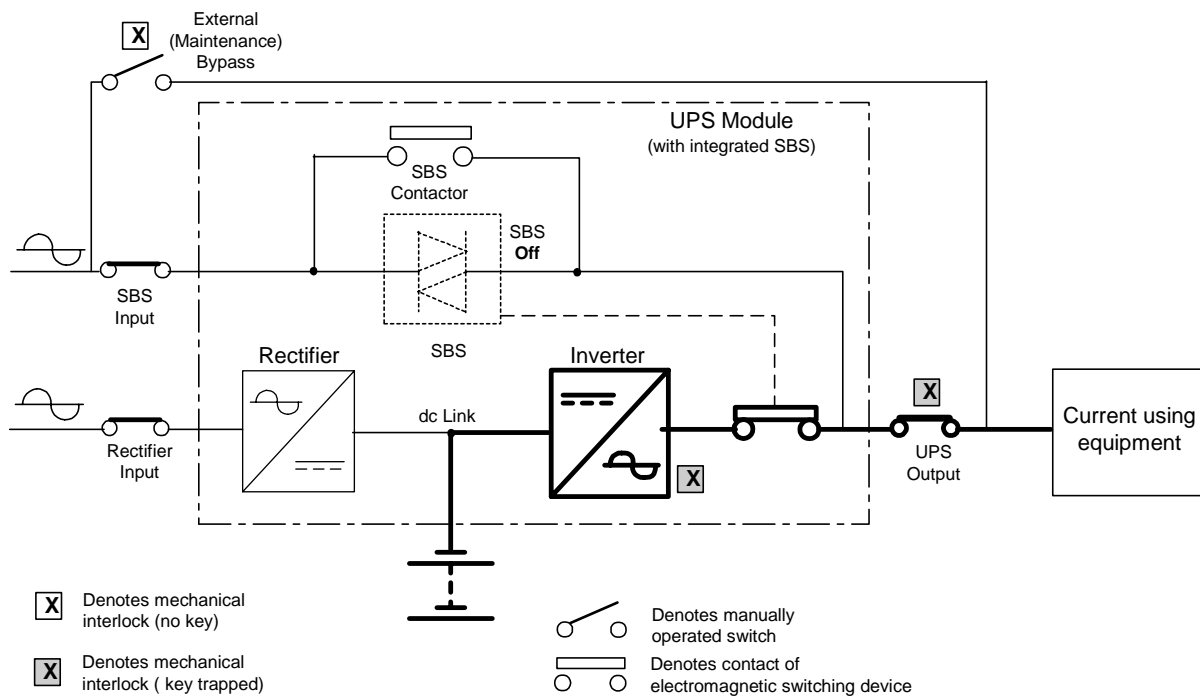 X
External
(Maintenance)
Bypass
UPS Module
(with integrated SBS)
SBS
Contactor
SBS
Off
SBS
Input
SBS
Rectifier
Inverter
dc Link
X
Rectifier
Input
X
UPS
Output
Current using
equipment
X
Denotes mechanical
interlock (no key)
X
Denotes mechanical
interlock ( key trapped)
Denotes manually
operated switch
Denotes contact of
electromagnetic switching device